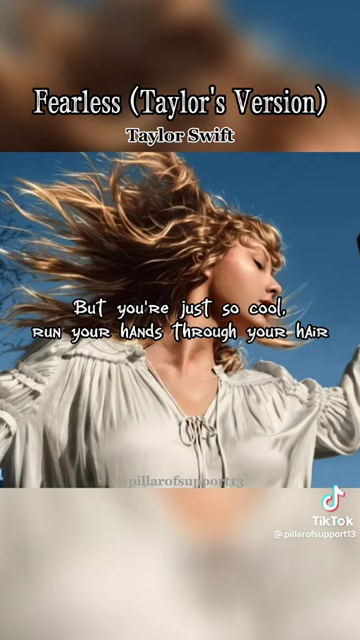 Fearless (Taylor's Version)
Taylor Swift
But you're just so cool,
run your hands through your hair
@pillarofsupport13
TikTok
@pillarofsupport13